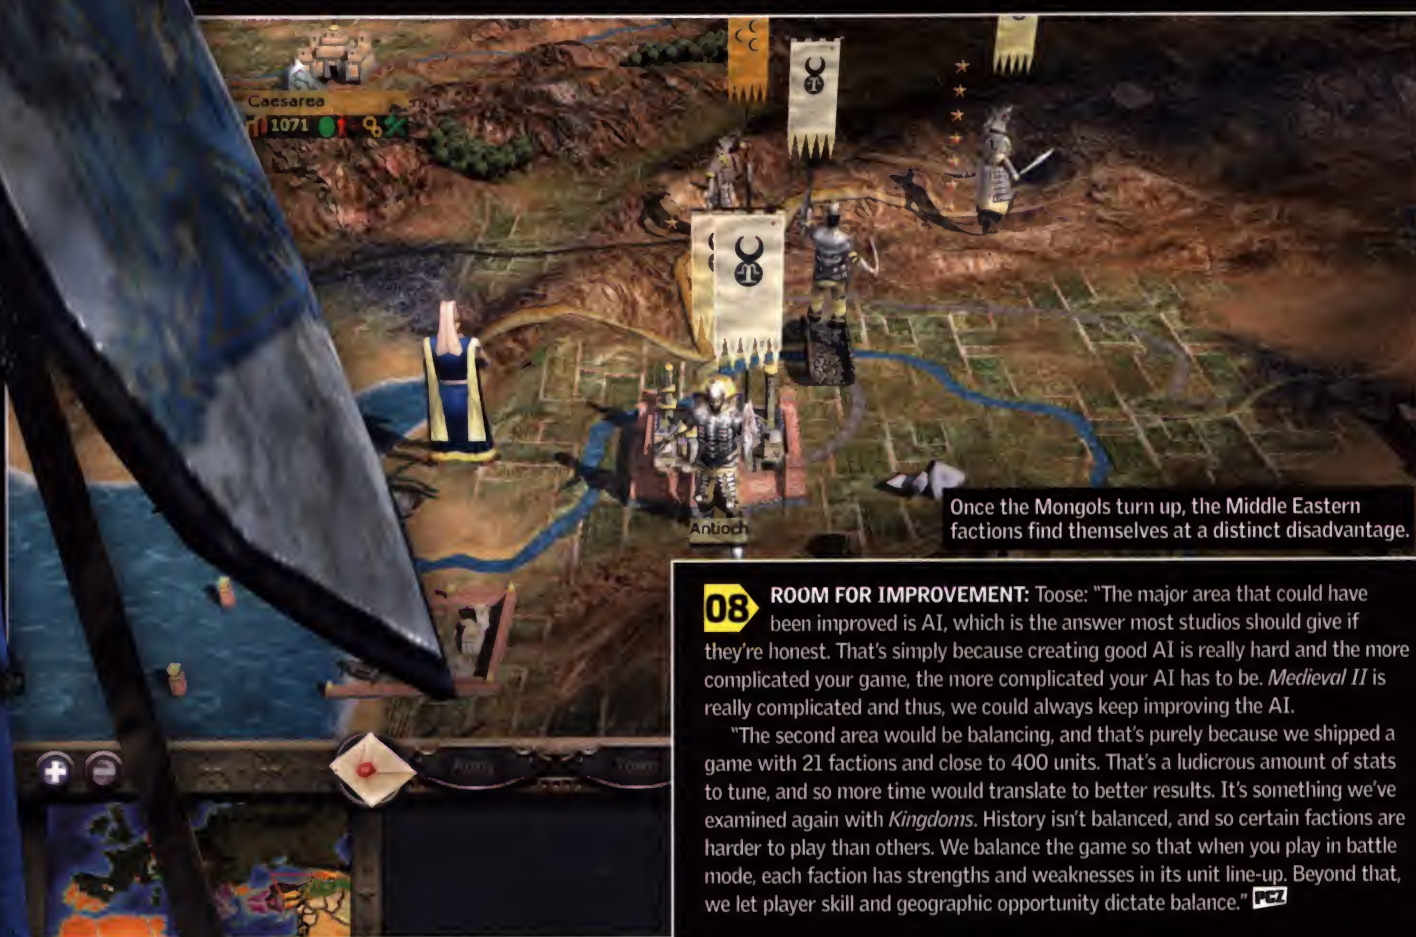 Caesarea
1071
Antioch
Once the Mongols turn up, the Middle Eastern
factions find themselves at a distinct disadvantage.
08 ROOM FOR IMPROVEMENT: Toose: "The major area that could have
been improved is AI, which is the answer most studios should give if
they're honest. That's simply because creating good AI is really hard and the more
complicated your game, the more complicated your AI has to be. Medieval II is
really complicated and thus, we could always keep improving the AI.
"The second area would be balancing, and that's purely because we shipped a
game with 21 factions and close to 400 units. That's a ludicrous amount of stats
to tune, and so more time would translate to better results. It's something we've
examined again with Kingdoms. History isn't balanced, and so certain factions are
harder to play than others. We balance the game so that when you play in battle
mode, each faction has strengths and weaknesses in its unit line-up. Beyond that,
we let player skill and geographic opportunity dictate balance." PCZ
Army
Town